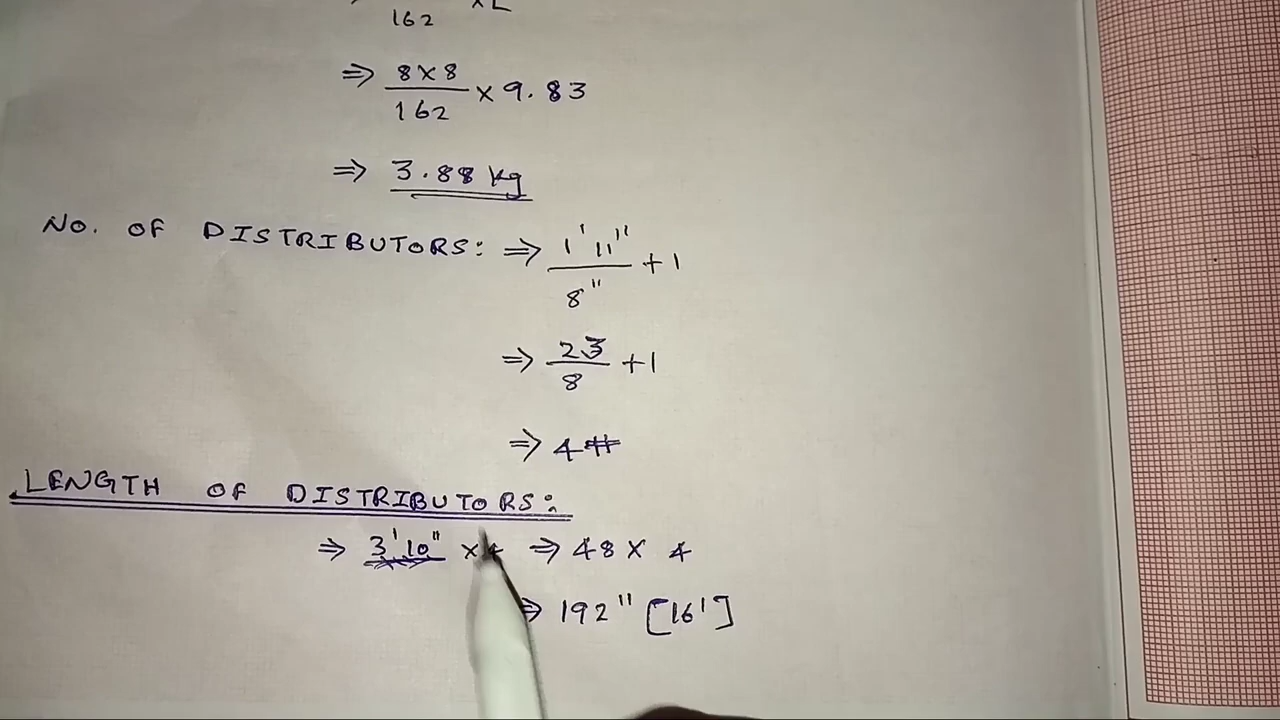 162 × L
⇒ 8×8/162 × 9.83
⇒ 3.88 kg
No. OF DISTRIBUTORS: ⇒ 1'11"/8" + 1
⇒ 23/8 + 1
⇒ 4#
LENGTH OF DISTRIBUTORS:
⇒ 3'10" × 4 ⇒ 48 × 4
⇒ 192" [16']